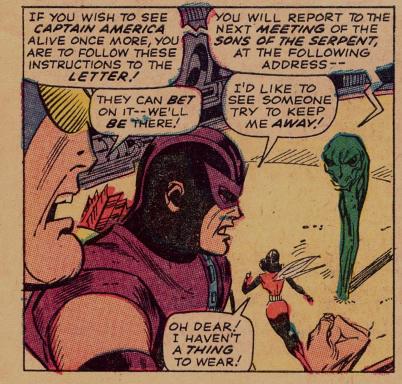 IF YOU WISH TO SEE
CAPTAIN AMERICA
ALIVE ONCE MORE, YOU
ARE TO FOLLOW THESE
INSTRUCTIONS TO THE
LETTER!
YOU WILL REPORT TO THE
NEXT MEETING OF THE
SONS OF THE SERPENT,
AT THE FOLLOWING
ADDRESS--
THEY CAN BET
ON IT--WE'LL
BE THERE!
I'D LIKE TO
SEE SOMEONE
TRY TO KEEP
ME AWAY!
OH DEAR!
I HAVEN'T
A THING
TO WEAR!